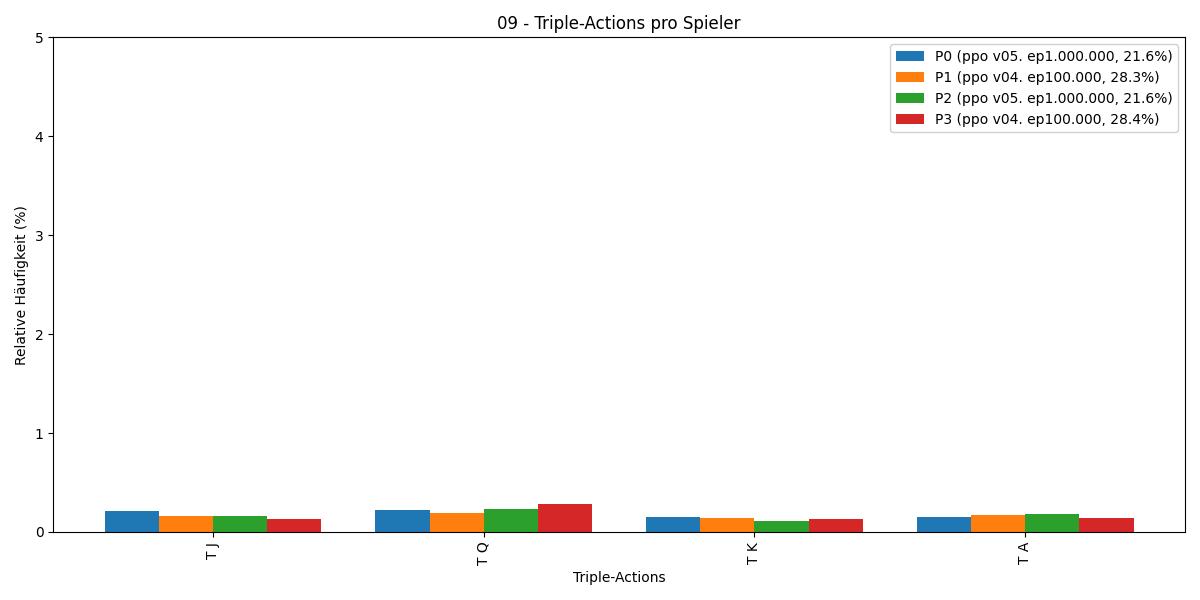 09 - Triple-Actions pro Spieler
5
4
3
2
1
0
Relative Häufigkeit (%)
P0 (ppo v05. ep1.000.000, 21.6%)
P1 (ppo v04. ep100.000, 28.3%)
P2 (ppo v05. ep1.000.000, 21.6%)
P3 (ppo v04. ep100.000, 28.4%)
T J
T Q
T K
T A
Triple-Actions